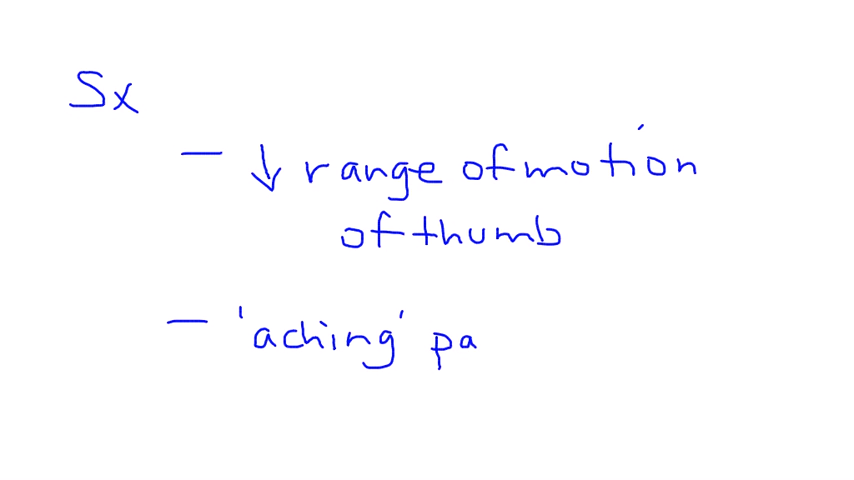 Sx
- ↓ range of motion
of thumb
- 'aching' pa